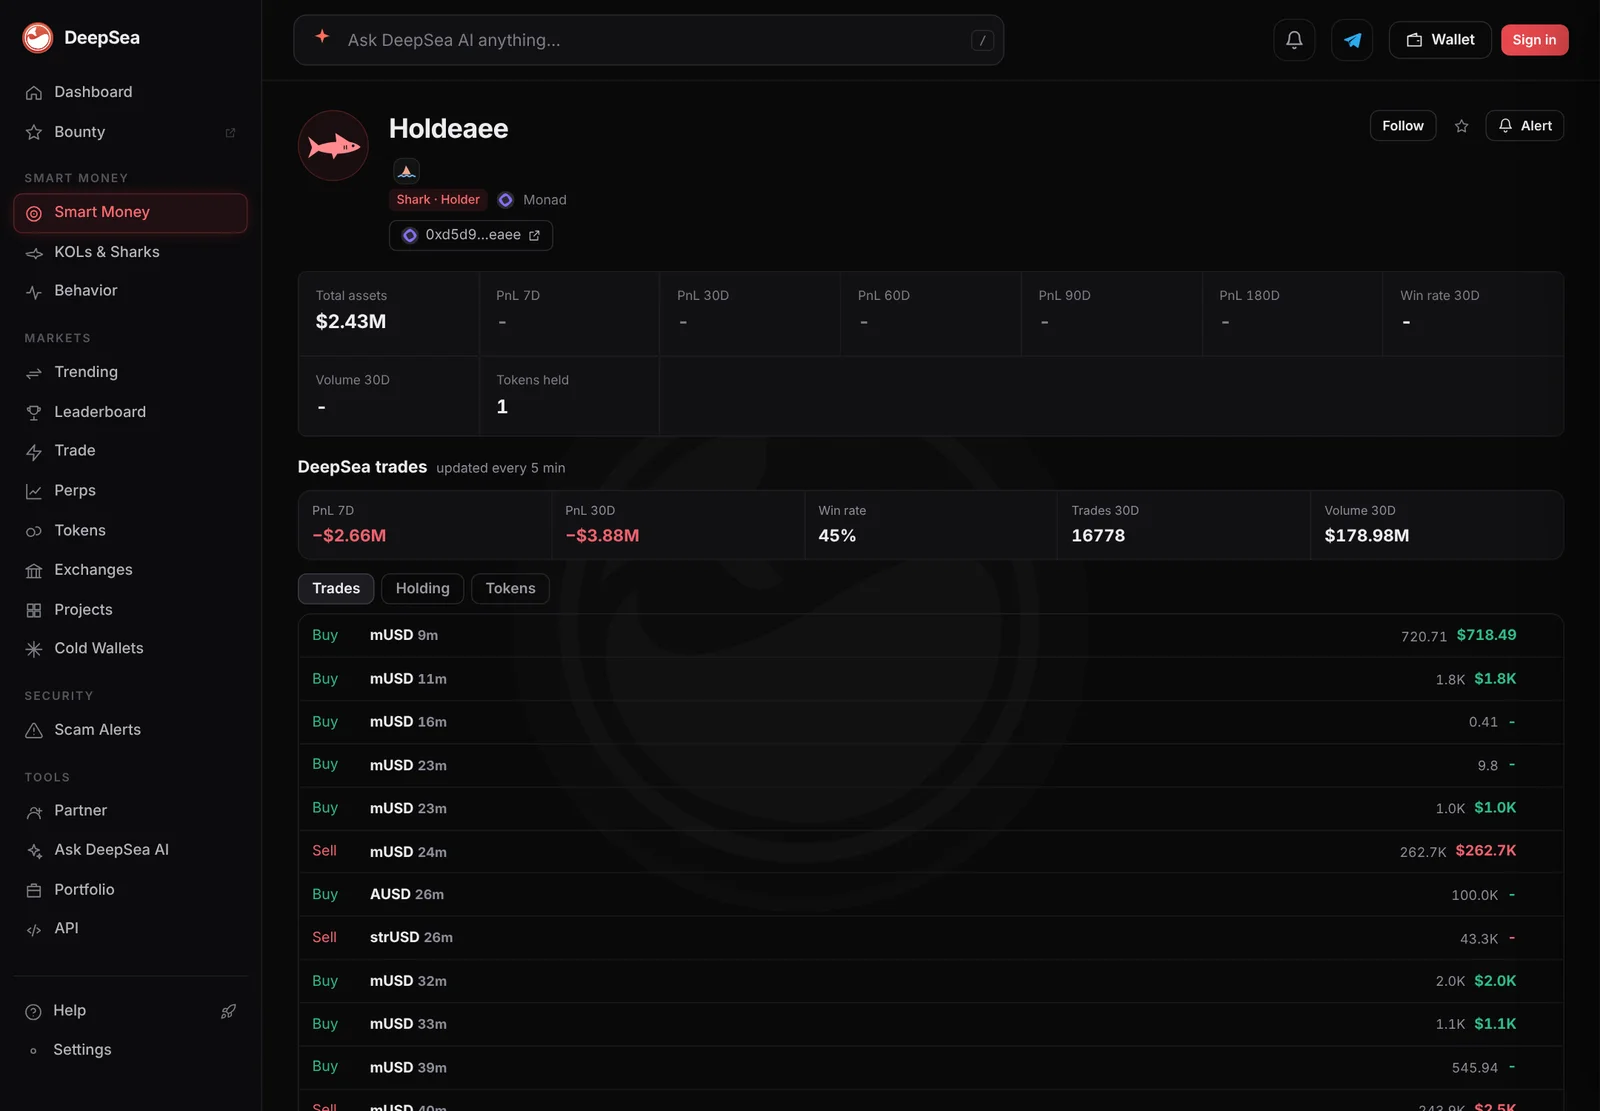 DeepSea
Ask DeepSea AI anything...
/
Wallet
Sign in
Dashboard
Bounty
SMART MONEY
Smart Money
KOLs & Sharks
Behavior
MARKETS
Trending
Leaderboard
Trade
Perps
Tokens
Exchanges
Projects
Cold Wallets
SECURITY
Scam Alerts
TOOLS
Partner
Ask DeepSea AI
Portfolio
API
Help
Settings
Holdeaee
Follow
Alert
Shark · Holder
Monad
0xd5d9...eaee
Total assets
$2.43M
PnL 7D
-
PnL 30D
-
PnL 60D
-
PnL 90D
-
PnL 180D
-
Win rate 30D
-
Volume 30D
-
Tokens held
1
DeepSea trades updated every 5 min
PnL 7D
−$2.66M
PnL 30D
−$3.88M
Win rate
45%
Trades 30D
16778
Volume 30D
$178.98M
Trades
Holding
Tokens
Buy mUSD 9m 720.71 $718.49
Buy mUSD 11m 1.8K $1.8K
Buy mUSD 16m 0.41 -
Buy mUSD 23m 9.8 -
Buy mUSD 23m 1.0K $1.0K
Sell mUSD 24m 262.7K $262.7K
Buy AUSD 26m 100.0K -
Sell strUSD 26m 43.3K -
Buy mUSD 32m 2.0K $2.0K
Buy mUSD 33m 1.1K $1.1K
Buy mUSD 39m 545.94 -
Sell mUSD 40m 243.9K $2.5K